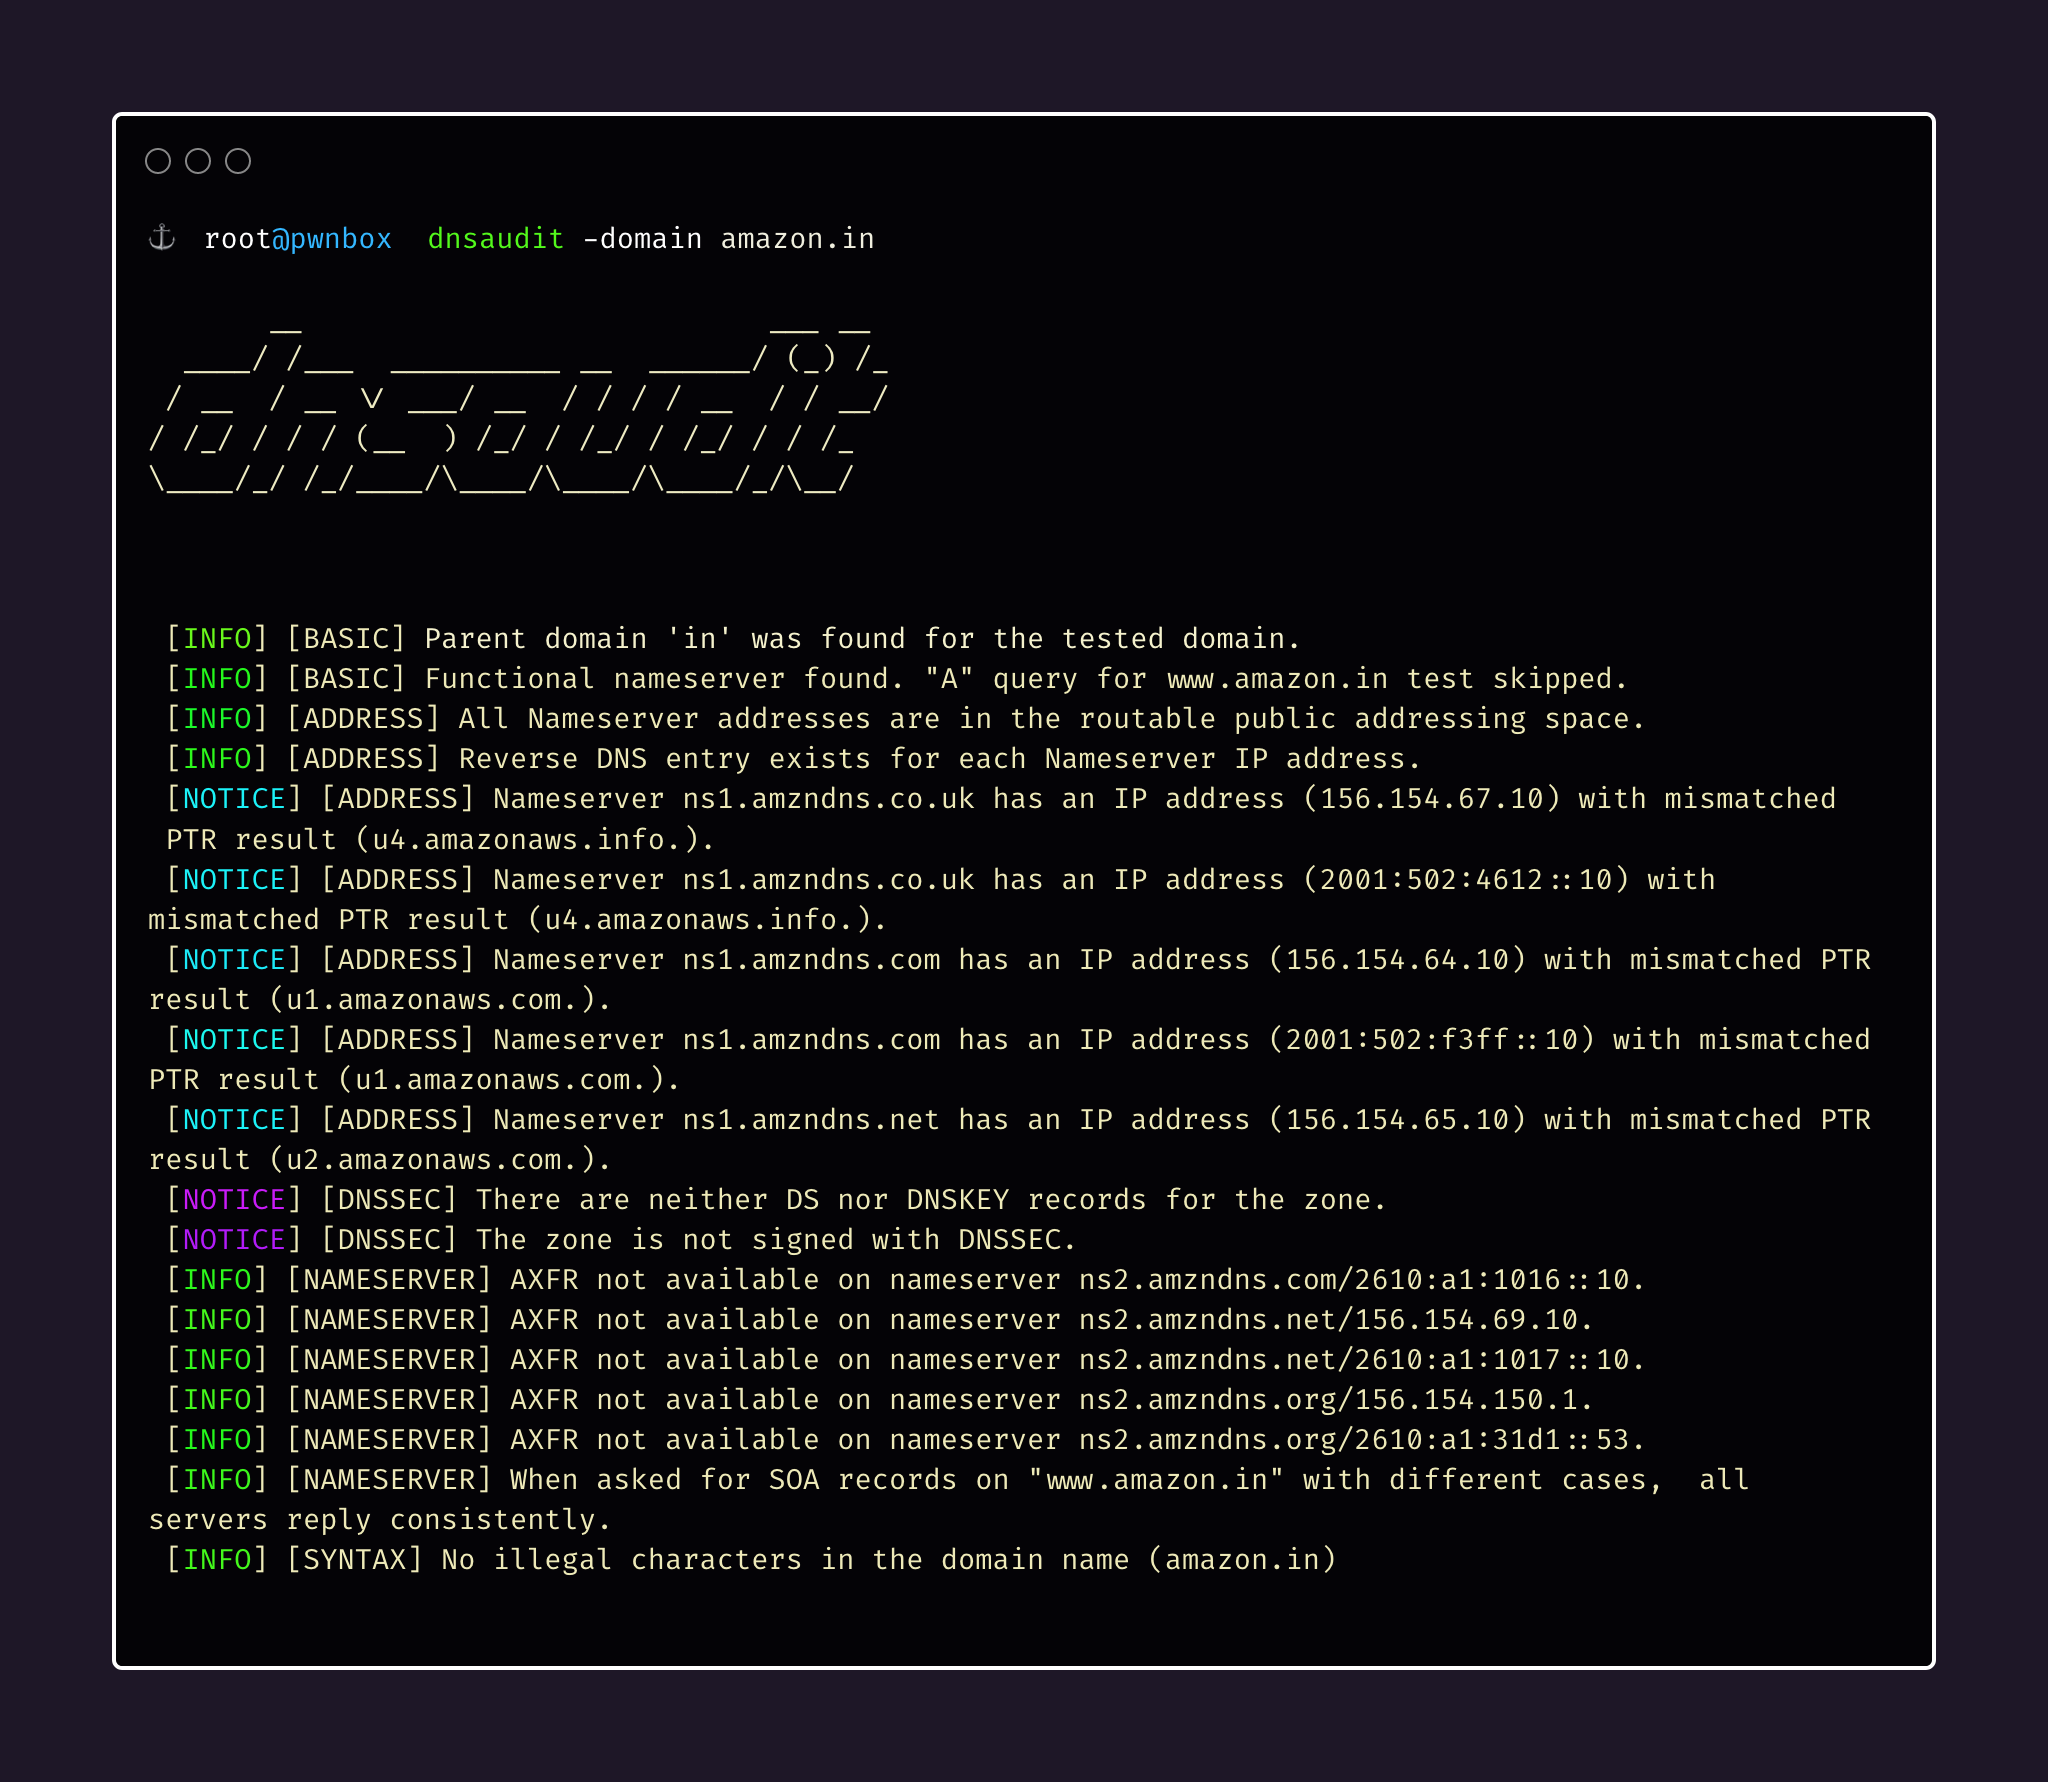 ⚓ root@pwnbox  dnsaudit -domain amazon.in
       __                           ___ __
  ____/ /___  __________ __  ______/ (_) /_
 / __  / __ \/ ___/ __  / / / / __  / / __/
/ /_/ / / / (__  ) /_/ / /_/ / /_/ / / /_
\____/_/ /_/____/\____/\____/\____/_/\__/
[INFO] [BASIC] Parent domain 'in' was found for the tested domain.
[INFO] [BASIC] Functional nameserver found. "A" query for www.amazon.in test skipped.
[INFO] [ADDRESS] All Nameserver addresses are in the routable public addressing space.
[INFO] [ADDRESS] Reverse DNS entry exists for each Nameserver IP address.
[NOTICE] [ADDRESS] Nameserver ns1.amzndns.co.uk has an IP address (156.154.67.10) with mismatched
PTR result (u4.amazonaws.info.).
[NOTICE] [ADDRESS] Nameserver ns1.amzndns.co.uk has an IP address (2001:502:4612::10) with
mismatched PTR result (u4.amazonaws.info.).
[NOTICE] [ADDRESS] Nameserver ns1.amzndns.com has an IP address (156.154.64.10) with mismatched PTR
result (u1.amazonaws.com.).
[NOTICE] [ADDRESS] Nameserver ns1.amzndns.com has an IP address (2001:502:f3ff::10) with mismatched
PTR result (u1.amazonaws.com.).
[NOTICE] [ADDRESS] Nameserver ns1.amzndns.net has an IP address (156.154.65.10) with mismatched PTR
result (u2.amazonaws.com.).
[NOTICE] [DNSSEC] There are neither DS nor DNSKEY records for the zone.
[NOTICE] [DNSSEC] The zone is not signed with DNSSEC.
[INFO] [NAMESERVER] AXFR not available on nameserver ns2.amzndns.com/2610:a1:1016::10.
[INFO] [NAMESERVER] AXFR not available on nameserver ns2.amzndns.net/156.154.69.10.
[INFO] [NAMESERVER] AXFR not available on nameserver ns2.amzndns.net/2610:a1:1017::10.
[INFO] [NAMESERVER] AXFR not available on nameserver ns2.amzndns.org/156.154.150.1.
[INFO] [NAMESERVER] AXFR not available on nameserver ns2.amzndns.org/2610:a1:31d1::53.
[INFO] [NAMESERVER] When asked for SOA records on "www.amazon.in" with different cases,  all
servers reply consistently.
[INFO] [SYNTAX] No illegal characters in the domain name (amazon.in)